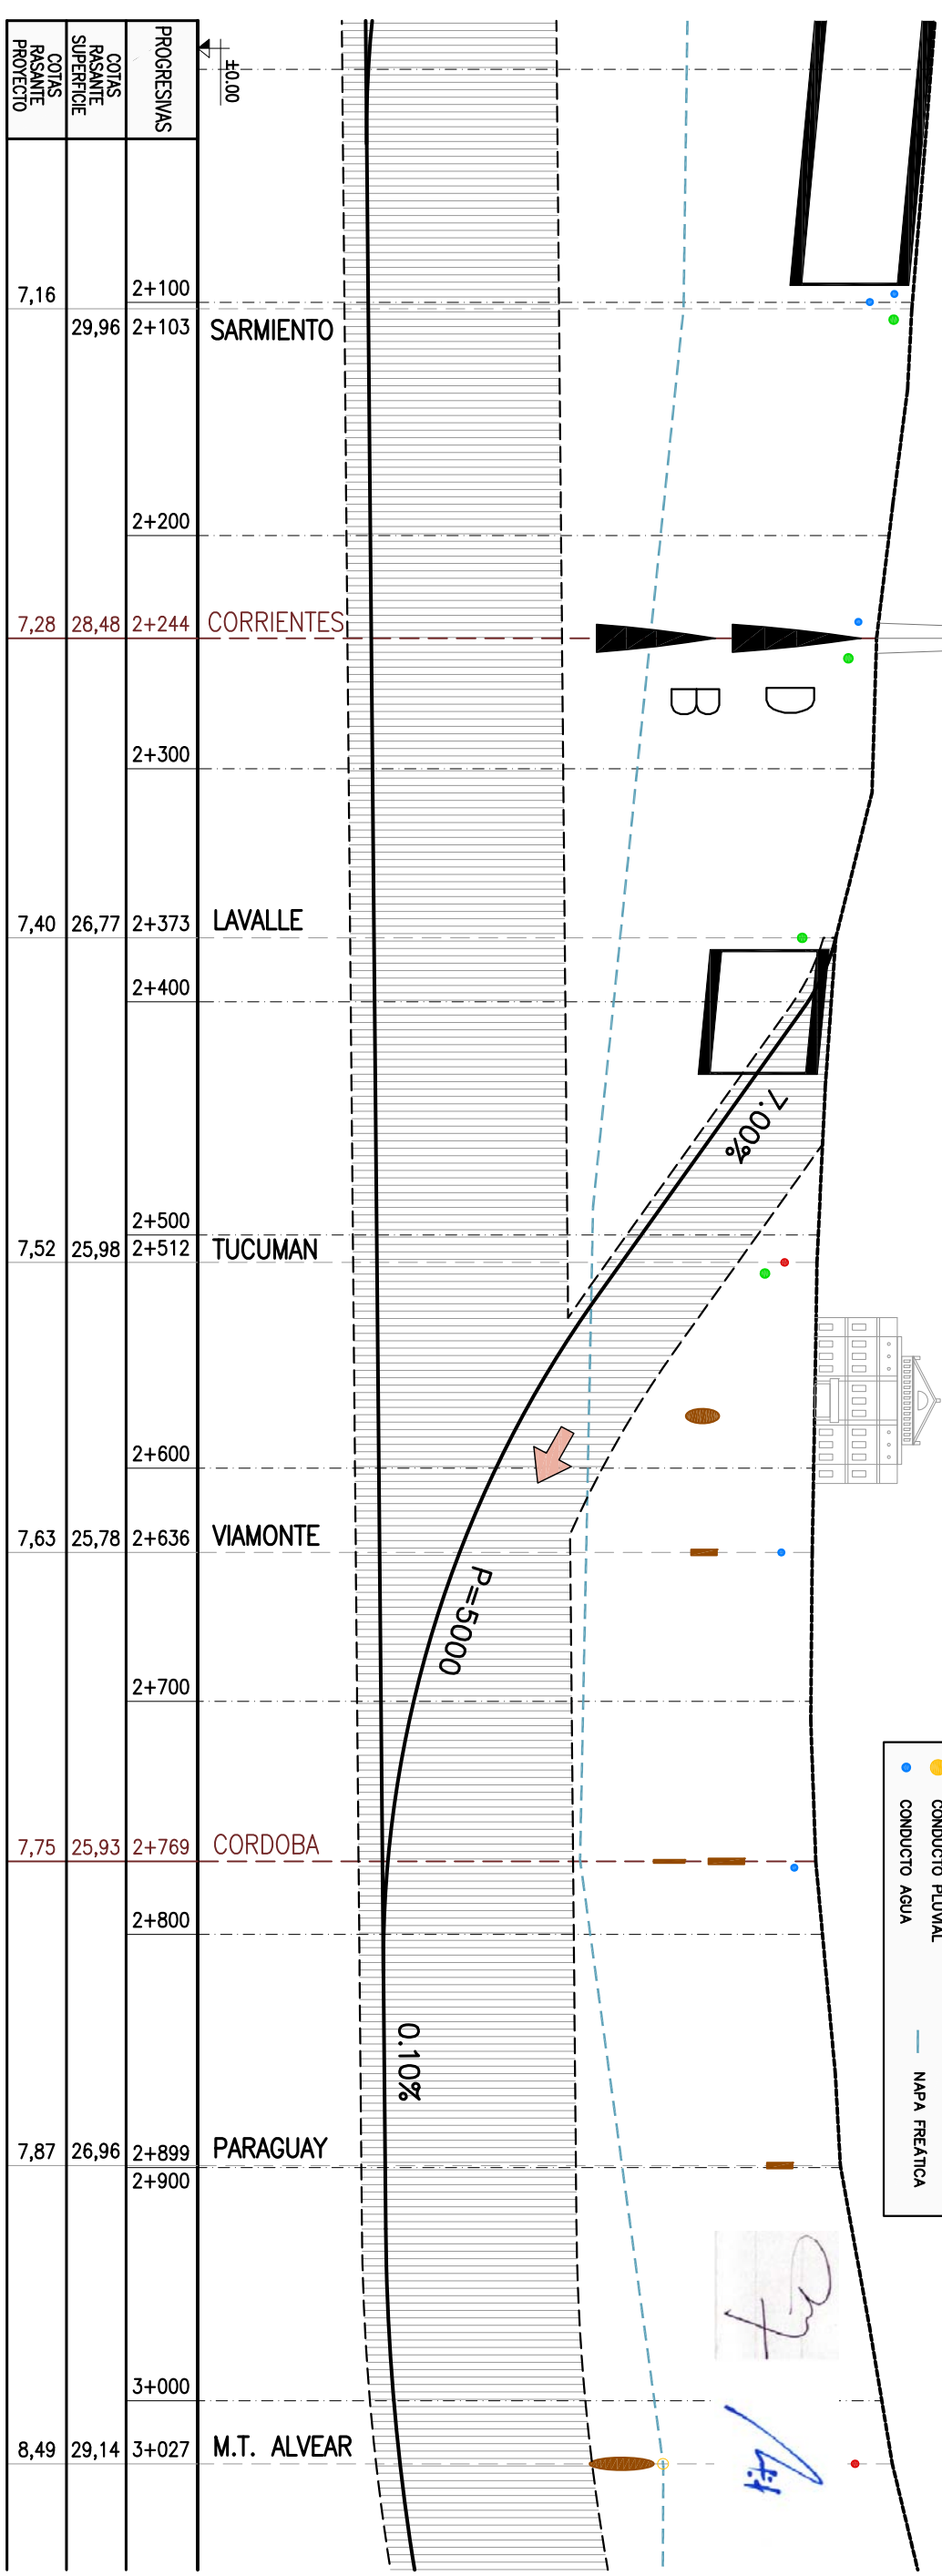 PROGRESIVAS
COTAS RASANTE SUPERFICIE
COTAS RASANTE PROYECTO
±0.00
2+100
7,16
SARMIENTO
2+103
29,96
2+200
CORRIENTES
2+244
28,48
7,28
D
B
2+300
LAVALLE
2+373
26,77
7,40
2+400
7.00%
2+500
TUCUMAN
2+512
25,98
7,52
2+600
VIAMONTE
2+636
25,78
7,63
P=5000
2+700
CORDOBA
2+769
25,93
7,75
2+800
0.10%
PARAGUAY
2+899
26,96
7,87
2+900
3+000
M.T. ALVEAR
3+027
29,14
8,49
CONDUCTO PLUVIAL
CONDUCTO AGUA
NAPA FREÁTICA